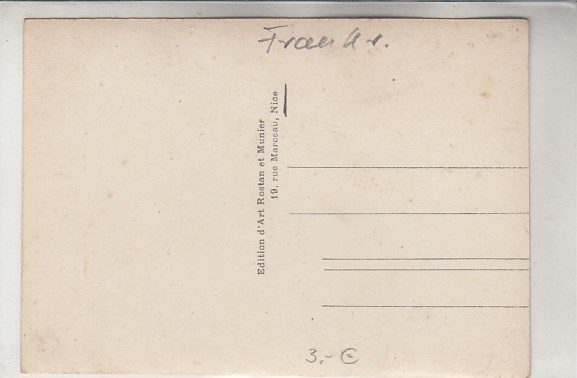 Frankr.
Edition d'Art Rostan et Munier
19, rue Marceau, Nice
3,- €